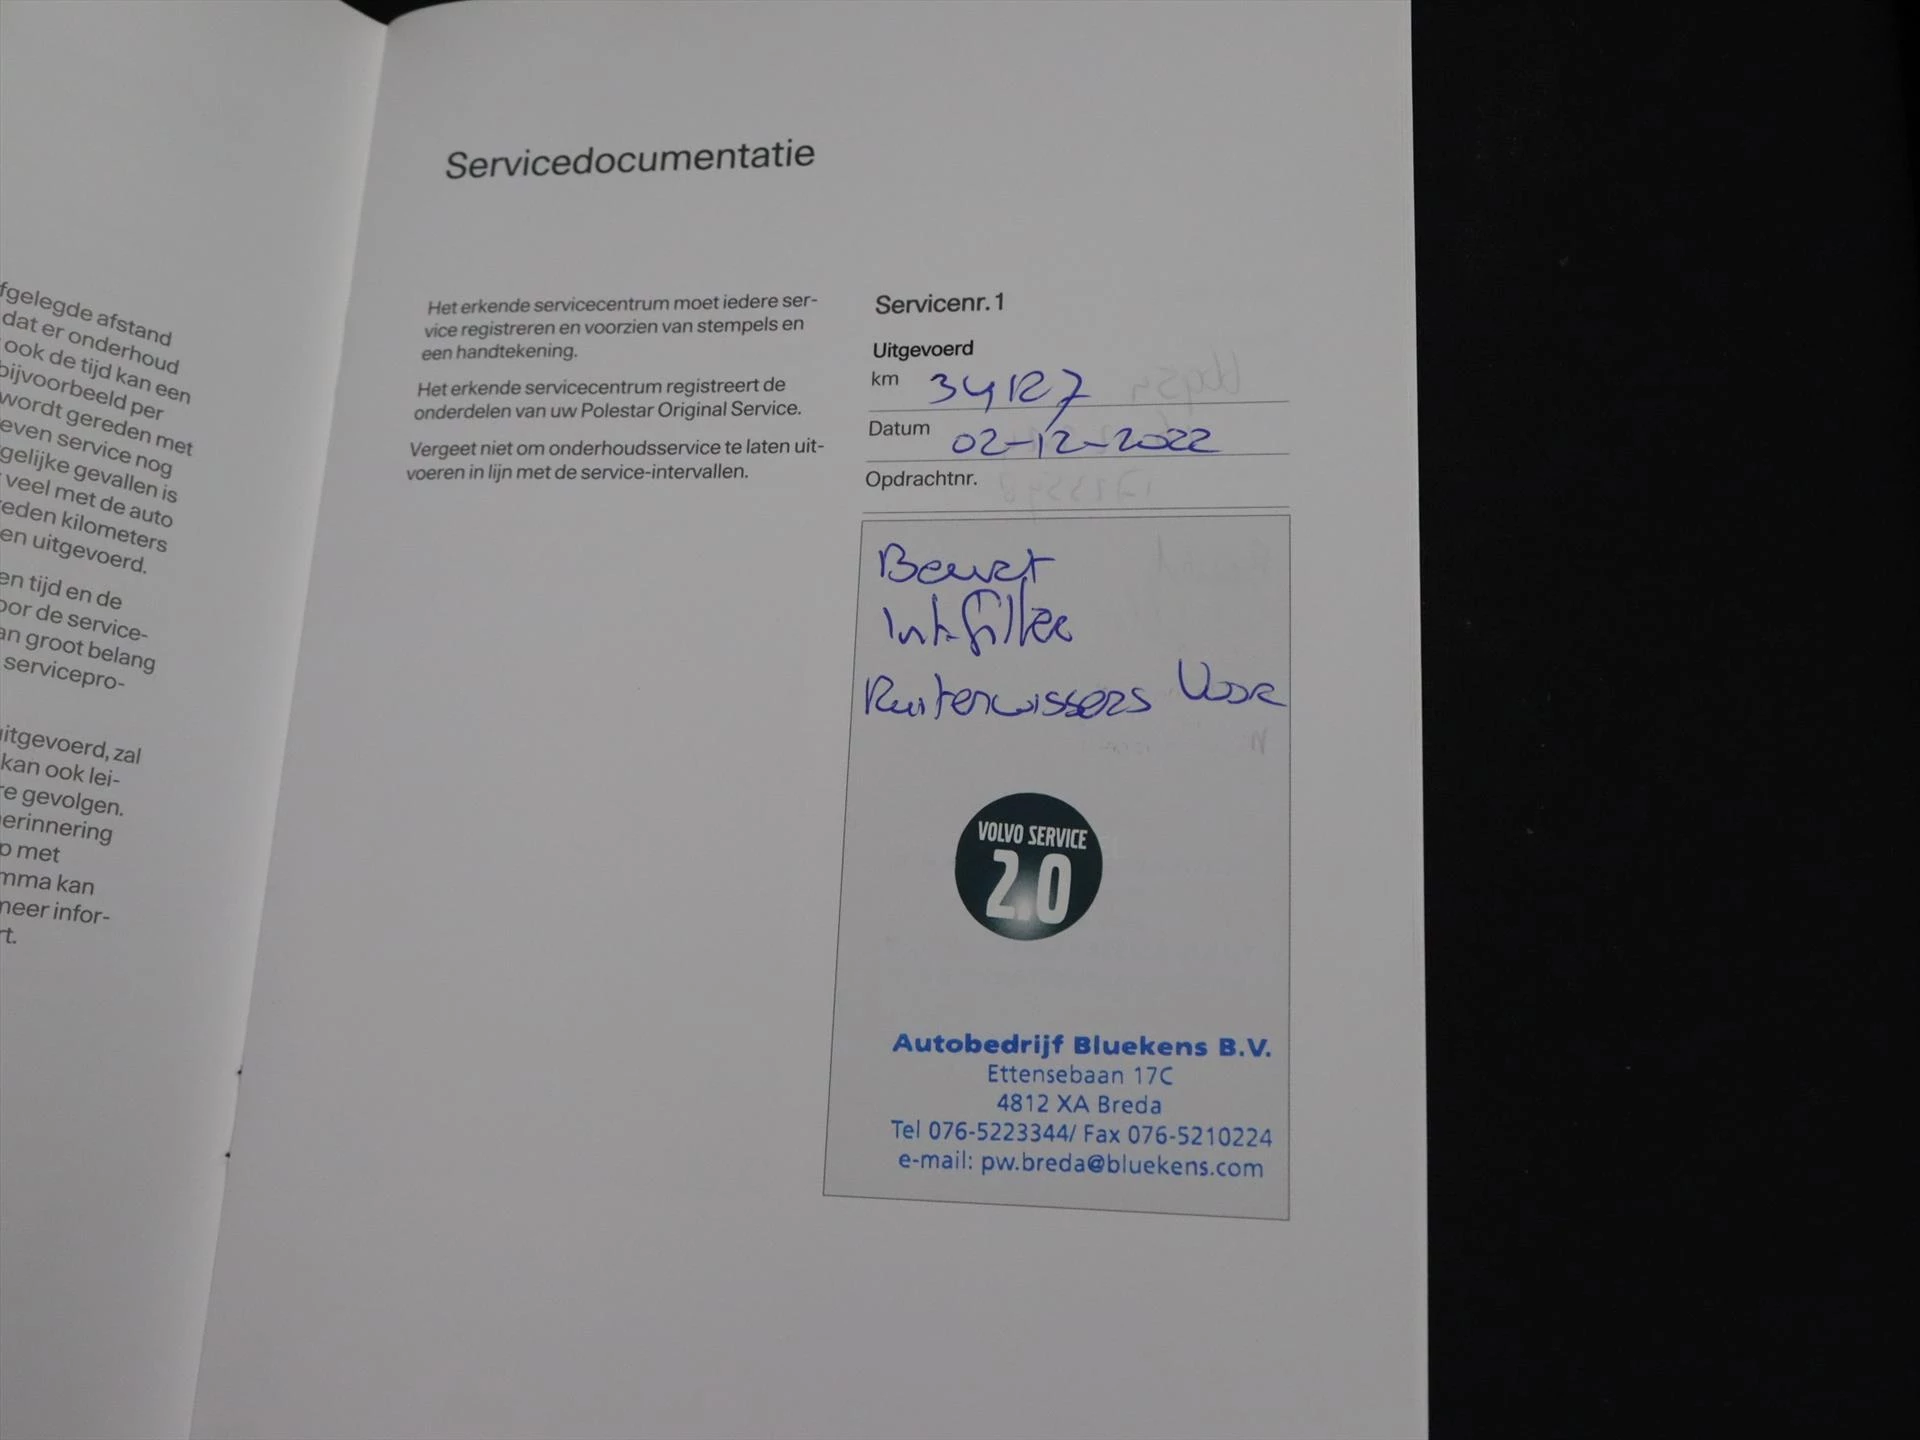 fgelegde afstand
dat er onderhoud
ook de tijd kan een
bijvoorbeeld per
wordt gereden met
even service nog
gelijke gevallen is
veel met de auto
eden kilometers
en uitgevoerd.
en tijd en de
oor de service-
an groot belang
servicepro-
uitgevoerd, zal
kan ook lei-
re gevolgen.
erinnering
p met
mma kan
meer infor-
rt.
Servicedocumentatie
Het erkende servicecentrum moet iedere ser-
vice registreren en voorzien van stempels en
een handtekening.
Het erkende servicecentrum registreert de
onderdelen van uw Polestar Original Service.
Vergeet niet om onderhoudsservice te laten uit-
voeren in lijn met de service-intervallen.
Servicenr. 1
Uitgevoerd
km 34127
Datum 02-12-2022
Opdrachtnr.
Beurt
Int. filter
Ruitenwissers Voor
VOLVO SERVICE
2.0
Autobedrijf Bluekens B.V.
Ettensebaan 17C
4812 XA Breda
Tel 076-5223344/ Fax 076-5210224
e-mail: pw.breda@bluekens.com